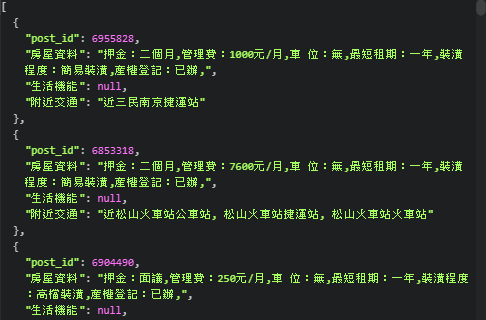 [
{
"post_id": 6955828,
"房屋資料": "押金：二個月,管理費：1000元/月,車 位：無,最短租期：一年,裝潢
程度：簡易裝潢,產權登記：已辦,",
"生活機能": null,
"附近交通": "近三民南京捷運站"
},
{
"post_id": 6853318,
"房屋資料": "押金：二個月,管理費：7600元/月,車 位：無,最短租期：一年,裝潢
程度：簡易裝潢,產權登記：已辦,",
"生活機能": null,
"附近交通": "近松山火車站公車站, 松山火車站捷運站, 松山火車站火車站"
},
{
"post_id": 6904490,
"房屋資料": "押金：面議,管理費：250元/月,車 位：無,最短租期：一年,裝潢程度
：高檔裝潢,產權登記：已辦,",
"生活機能": null,